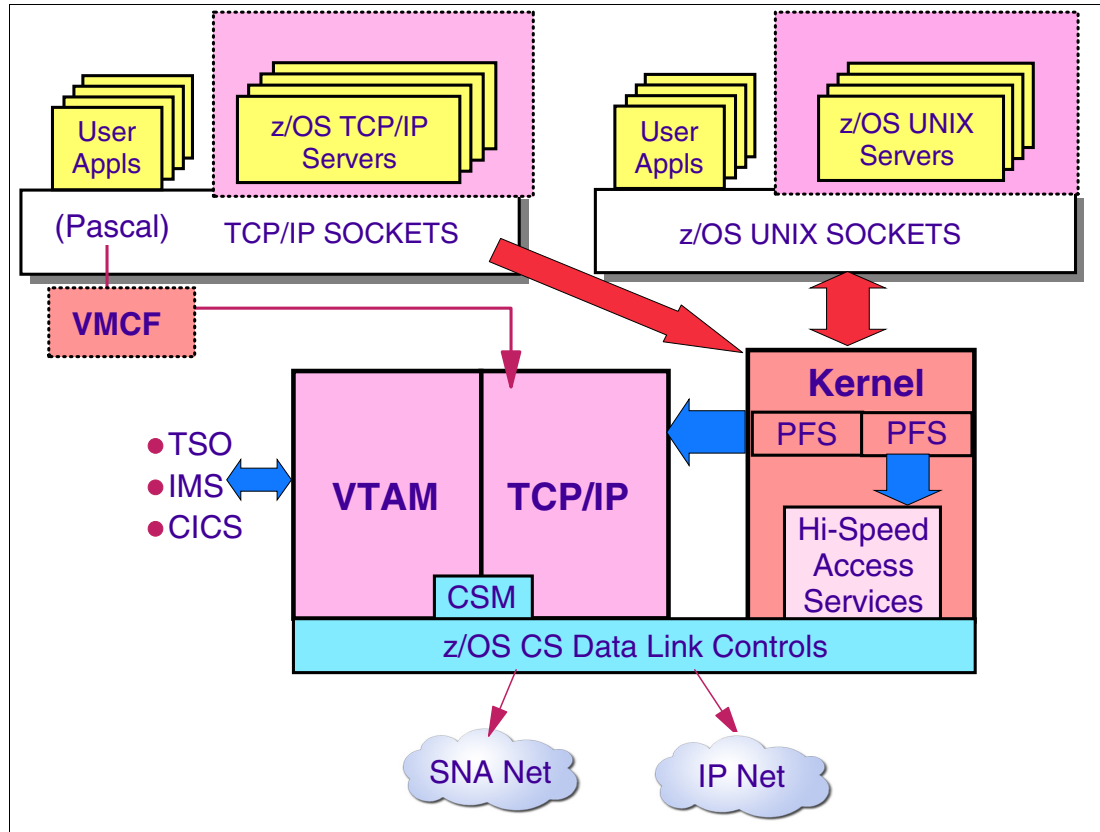 User
Appls
z/OS TCP/IP
Servers
(Pascal)
TCP/IP SOCKETS
User
Appls
z/OS UNIX
Servers
z/OS UNIX SOCKETS
VMCF
Kernel
PFS
PFS
TSO
IMS
CICS
VTAM
TCP/IP
Hi-Speed
Access
Services
CSM
z/OS CS Data Link Controls
SNA Net
IP Net